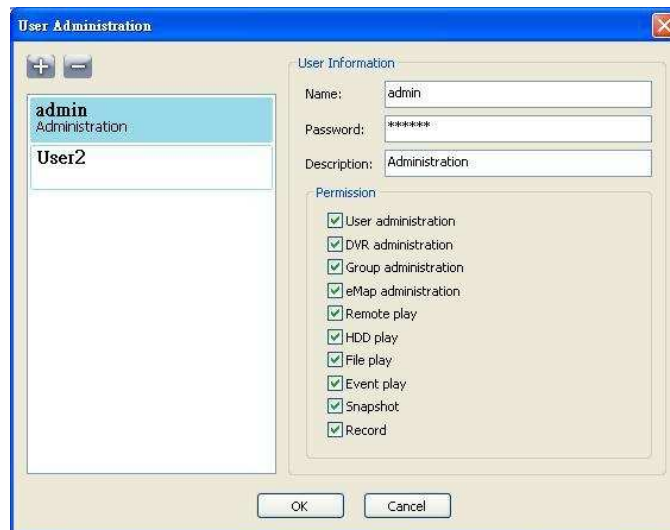 User Administration
admin
Administration
User2
User Information
Name: admin
Password: ******
Description: Administration
Permission
User administration
DVR administration
Group administration
eMap administration
Remote play
HDD play
File play
Event play
Snapshot
Record
OK Cancel